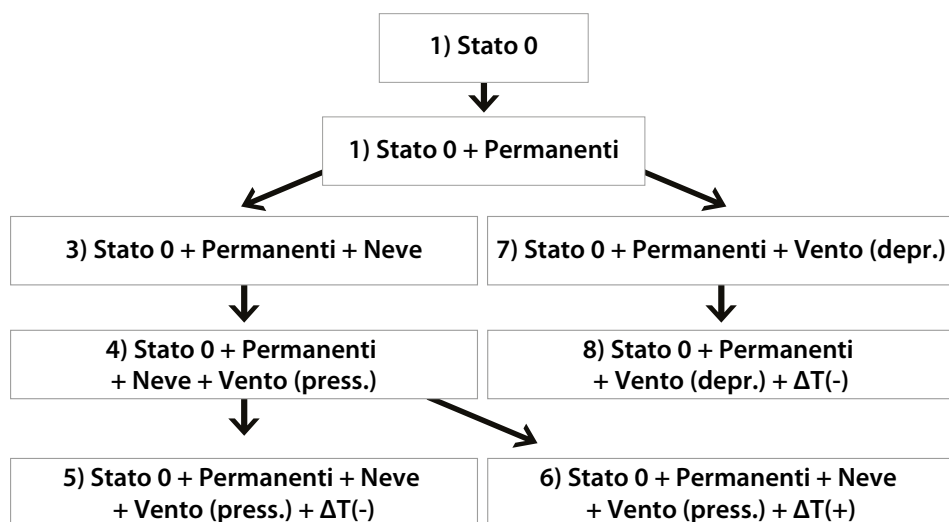 1) Stato 0
1) Stato 0 + Permanenti
3) Stato 0 + Permanenti + Neve
7) Stato 0 + Permanenti + Vento (depr.)
4) Stato 0 + Permanenti
+ Neve + Vento (press.)
8) Stato 0 + Permanenti
+ Vento (depr.) + ΔT(-)
5) Stato 0 + Permanenti + Neve
+ Vento (press.) + ΔT(-)
6) Stato 0 + Permanenti + Neve
+ Vento (press.) + ΔT(+)